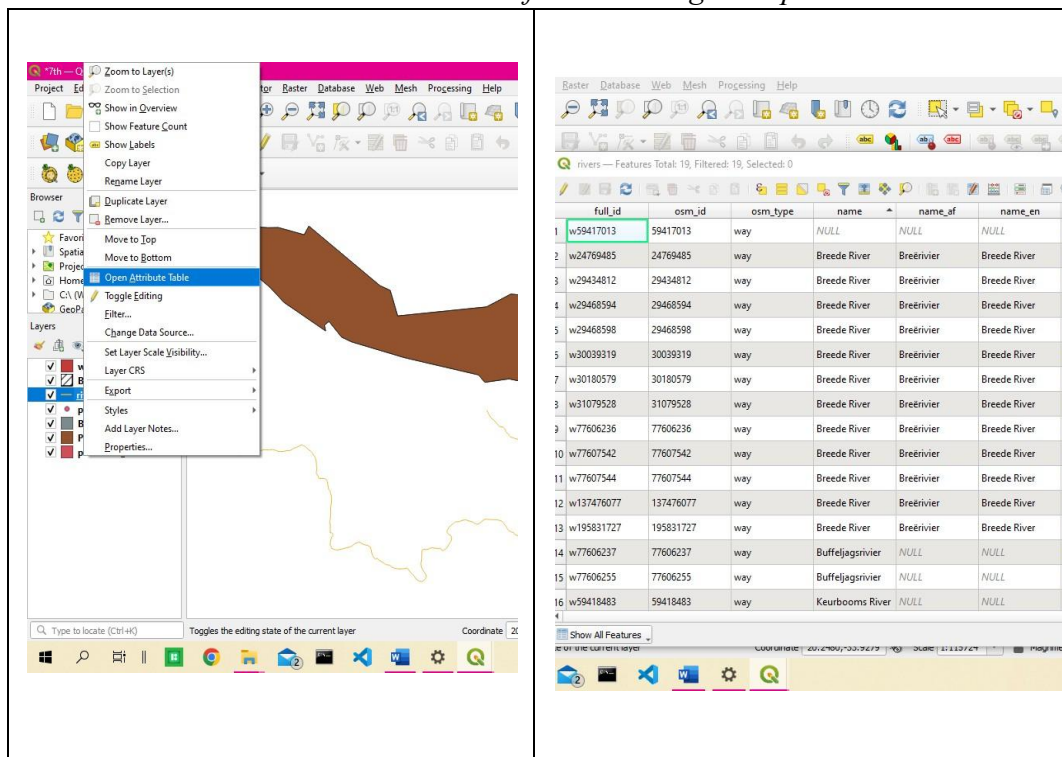 *7th — Q
Project Ed
Zoom to Layer(s)
Zoom to Selection
Show in Overview
Show Feature Count
Show Labels
Copy Layer
Rename Layer
Duplicate Layer
Remove Layer...
Move to Top
Move to Bottom
Open Attribute Table
Toggle Editing
Filter...
Change Data Source...
Set Layer Scale Visibility...
Layer CRS
Export
Styles
Add Layer Notes...
Properties...
tor Raster Database Web Mesh Processing Help
Browser
Favori
Spatia
Projec
Home
C:\ (W
GeoPa
Layers
w
B
ri
p
B
P
p
Type to locate (Ctrl+K) Toggles the editing state of the current layer Coordinate 20
2
Raster Database Web Mesh Processing Help
abc ab abc
rivers — Features Total: 19, Filtered: 19, Selected: 0
full_id osm_id osm_type name name_af name_en
1 w59417013 59417013 way NULL NULL NULL
2 w24769485 24769485 way Breede River Breërivier Breede River
3 w29434812 29434812 way Breede River Breërivier Breede River
4 w29468594 29468594 way Breede River Breërivier Breede River
5 w29468598 29468598 way Breede River Breërivier Breede River
6 w30039319 30039319 way Breede River Breërivier Breede River
7 w30180579 30180579 way Breede River Breërivier Breede River
8 w31079528 31079528 way Breede River Breërivier Breede River
9 w77606236 77606236 way Breede River Breërivier Breede River
10 w77607542 77607542 way Breede River Breërivier Breede River
11 w77607544 77607544 way Breede River Breërivier Breede River
12 w137476077 137476077 way Breede River Breërivier Breede River
13 w195831727 195831727 way Breede River Breërivier Breede River
14 w77606237 77606237 way Buffeljagsrivier NULL NULL
15 w77606255 77606255 way Buffeljagsrivier NULL NULL
16 w59418483 59418483 way Keurbooms River NULL NULL
Show All Features
2